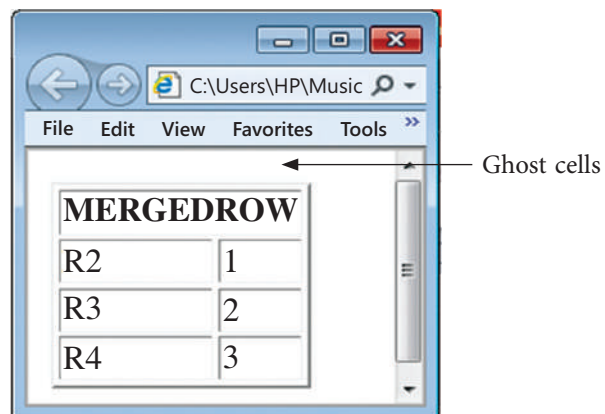 C:\Users\HP\Music
File Edit View Favorites Tools »
Ghost cells
MERGEDROW
R2 1
R3 2
R4 3